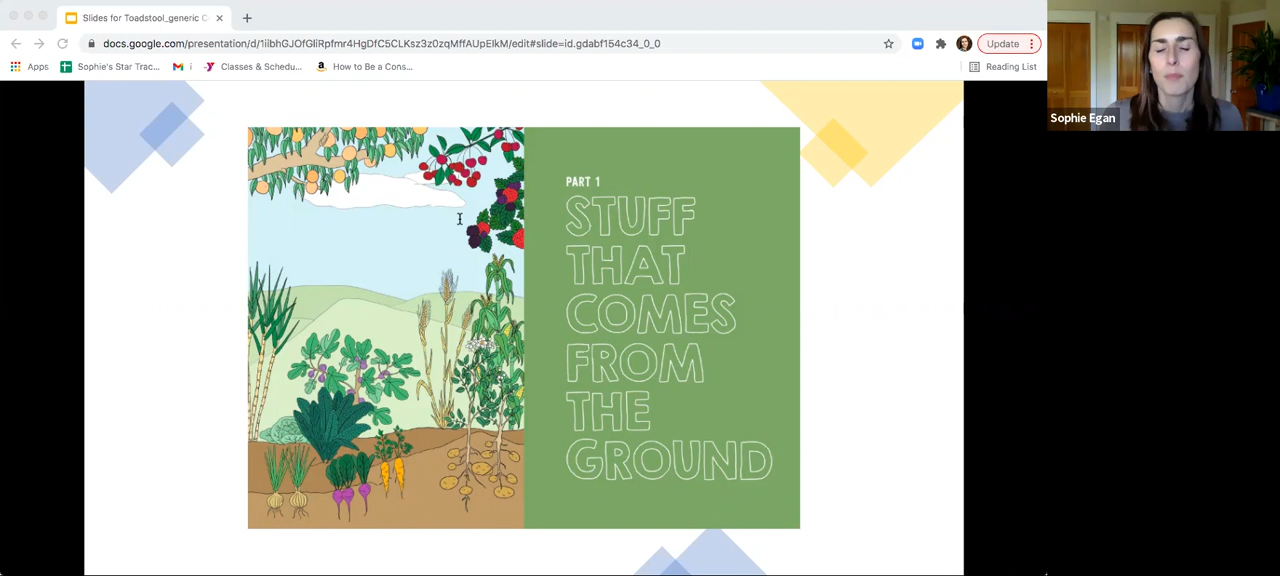 Slides for Toadstool_generic C
docs.google.com/presentation/d/1iibhGJOfGliRpfmr4HgDfC5CLKsz3z0zqMffAUpEIkM/edit#slide=id.gdabf154c34_0_0
Update
Apps
Sophie's Star Trac...
i
Classes & Schedu...
How to Be a Cons...
Reading List
Sophie Egan
PART 1
STUFF
THAT
COMES
FROM
THE
GROUND